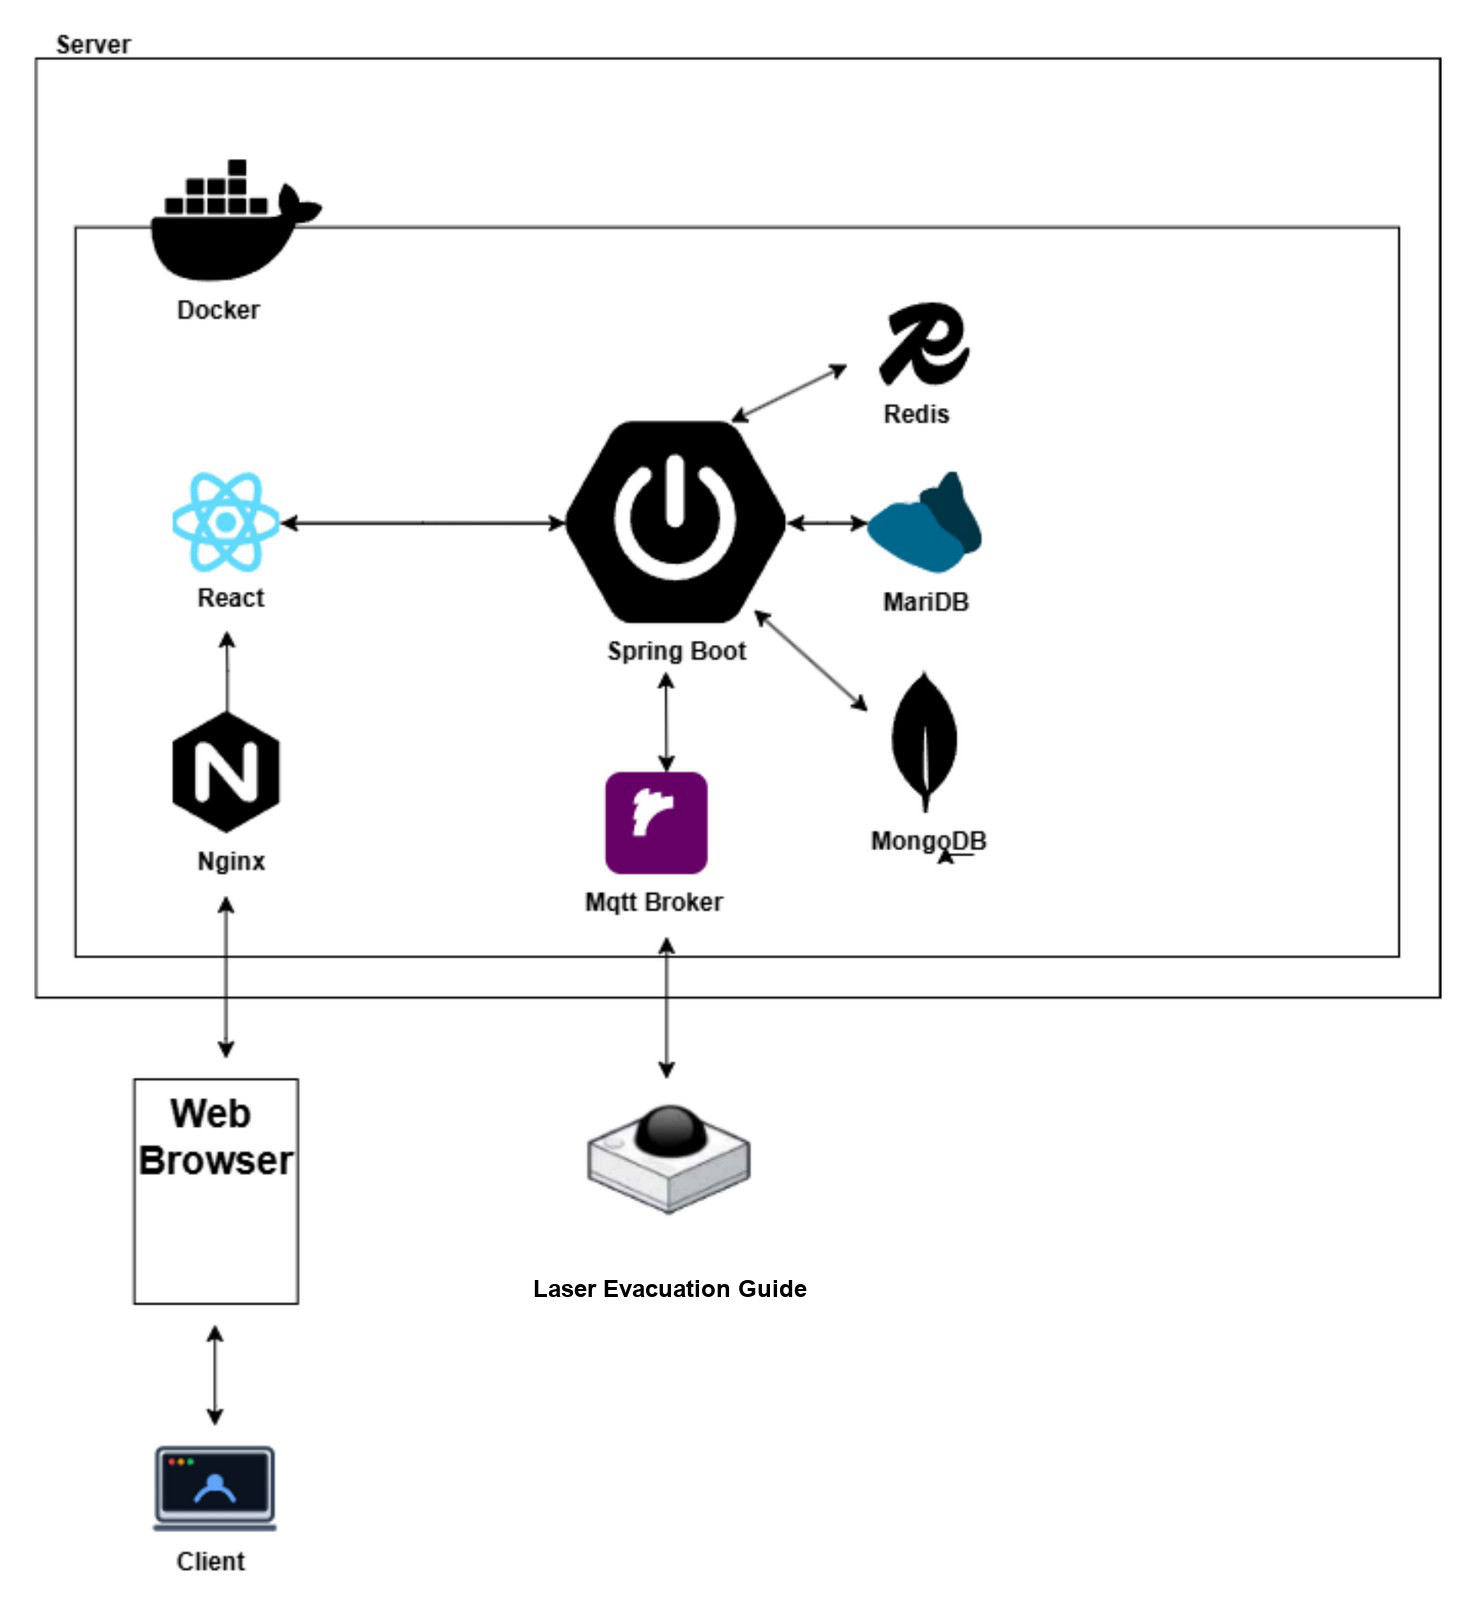 Server
Docker
Redis
React
MariDB
Spring Boot
MongoDB
Nginx
Mqtt Broker
Web
Browser
Laser Evacuation Guide
Client